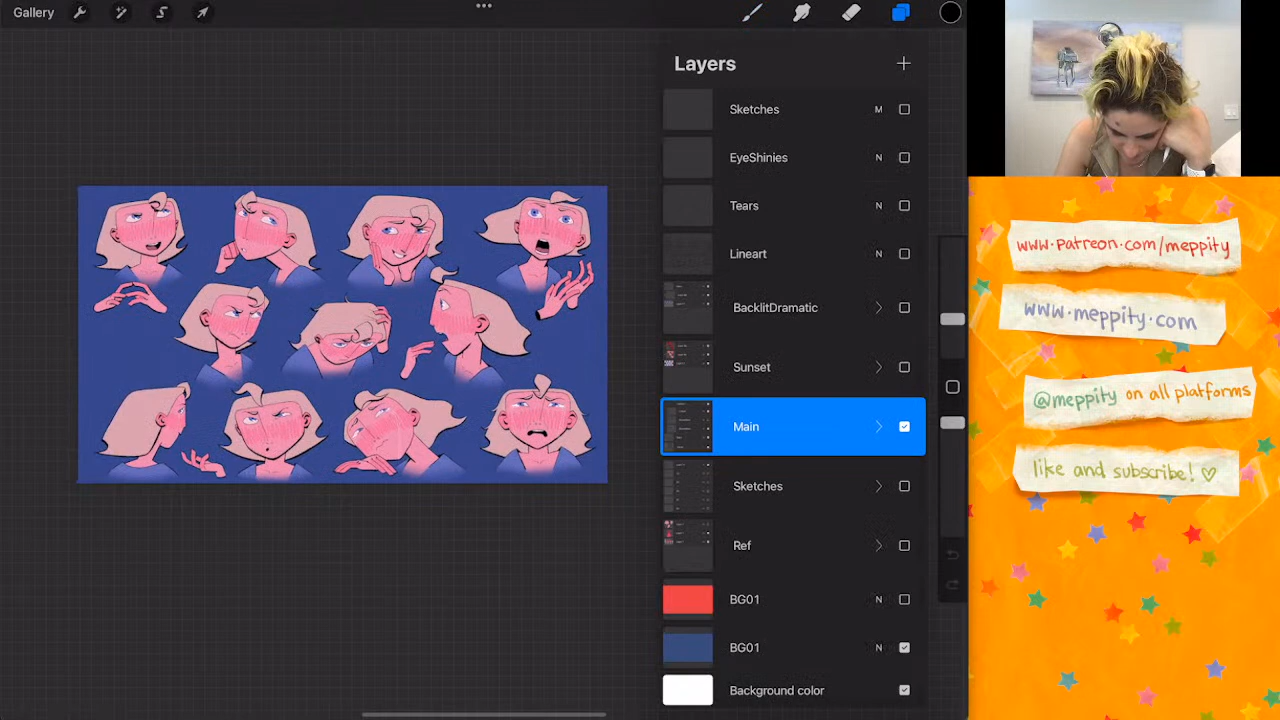 Gallery
Layers
Sketches M
EyeShinies N
Tears N
Lineart N
BacklitDramatic
Sunset
Main
Sketches
Ref
BG01 N
BG01 N
Background color
www.patreon.com/meppity
www.meppity.com
@meppity on all platforms
like and subscribe! ♡